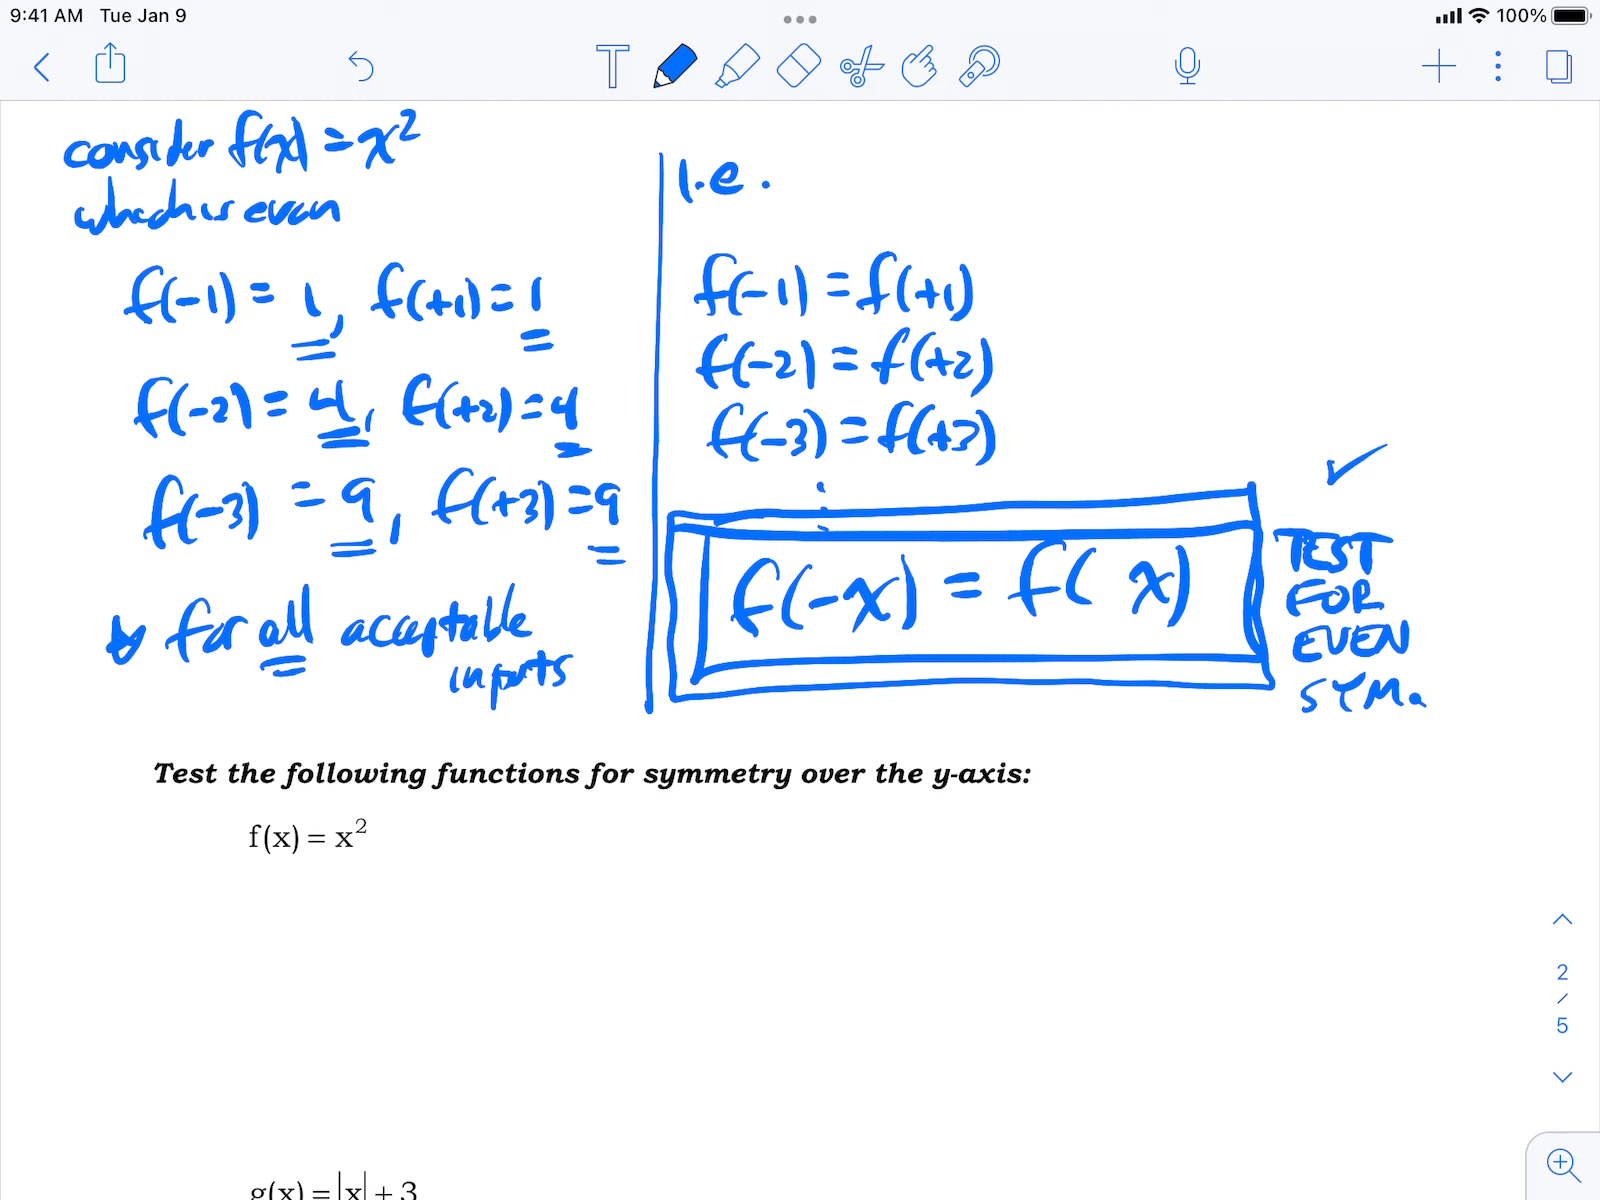 9:41 AM Tue Jan 9
100%
consider f(x) = x²
which is even
f(-1) = 1, f(+1) = 1
f(-2) = 4, f(+2) = 4
f(-3) = 9, f(+3) = 9
for all acceptable
inputs
i.e.
f(-1) = f(+1)
f(-2) = f(+2)
f(-3) = f(+3)
f(-x) = f( x)
✓
TEST
FOR
EVEN
SYM.
Test the following functions for symmetry over the y-axis:
f(x) = x²
g(x) = |x| + 3
2
/
5